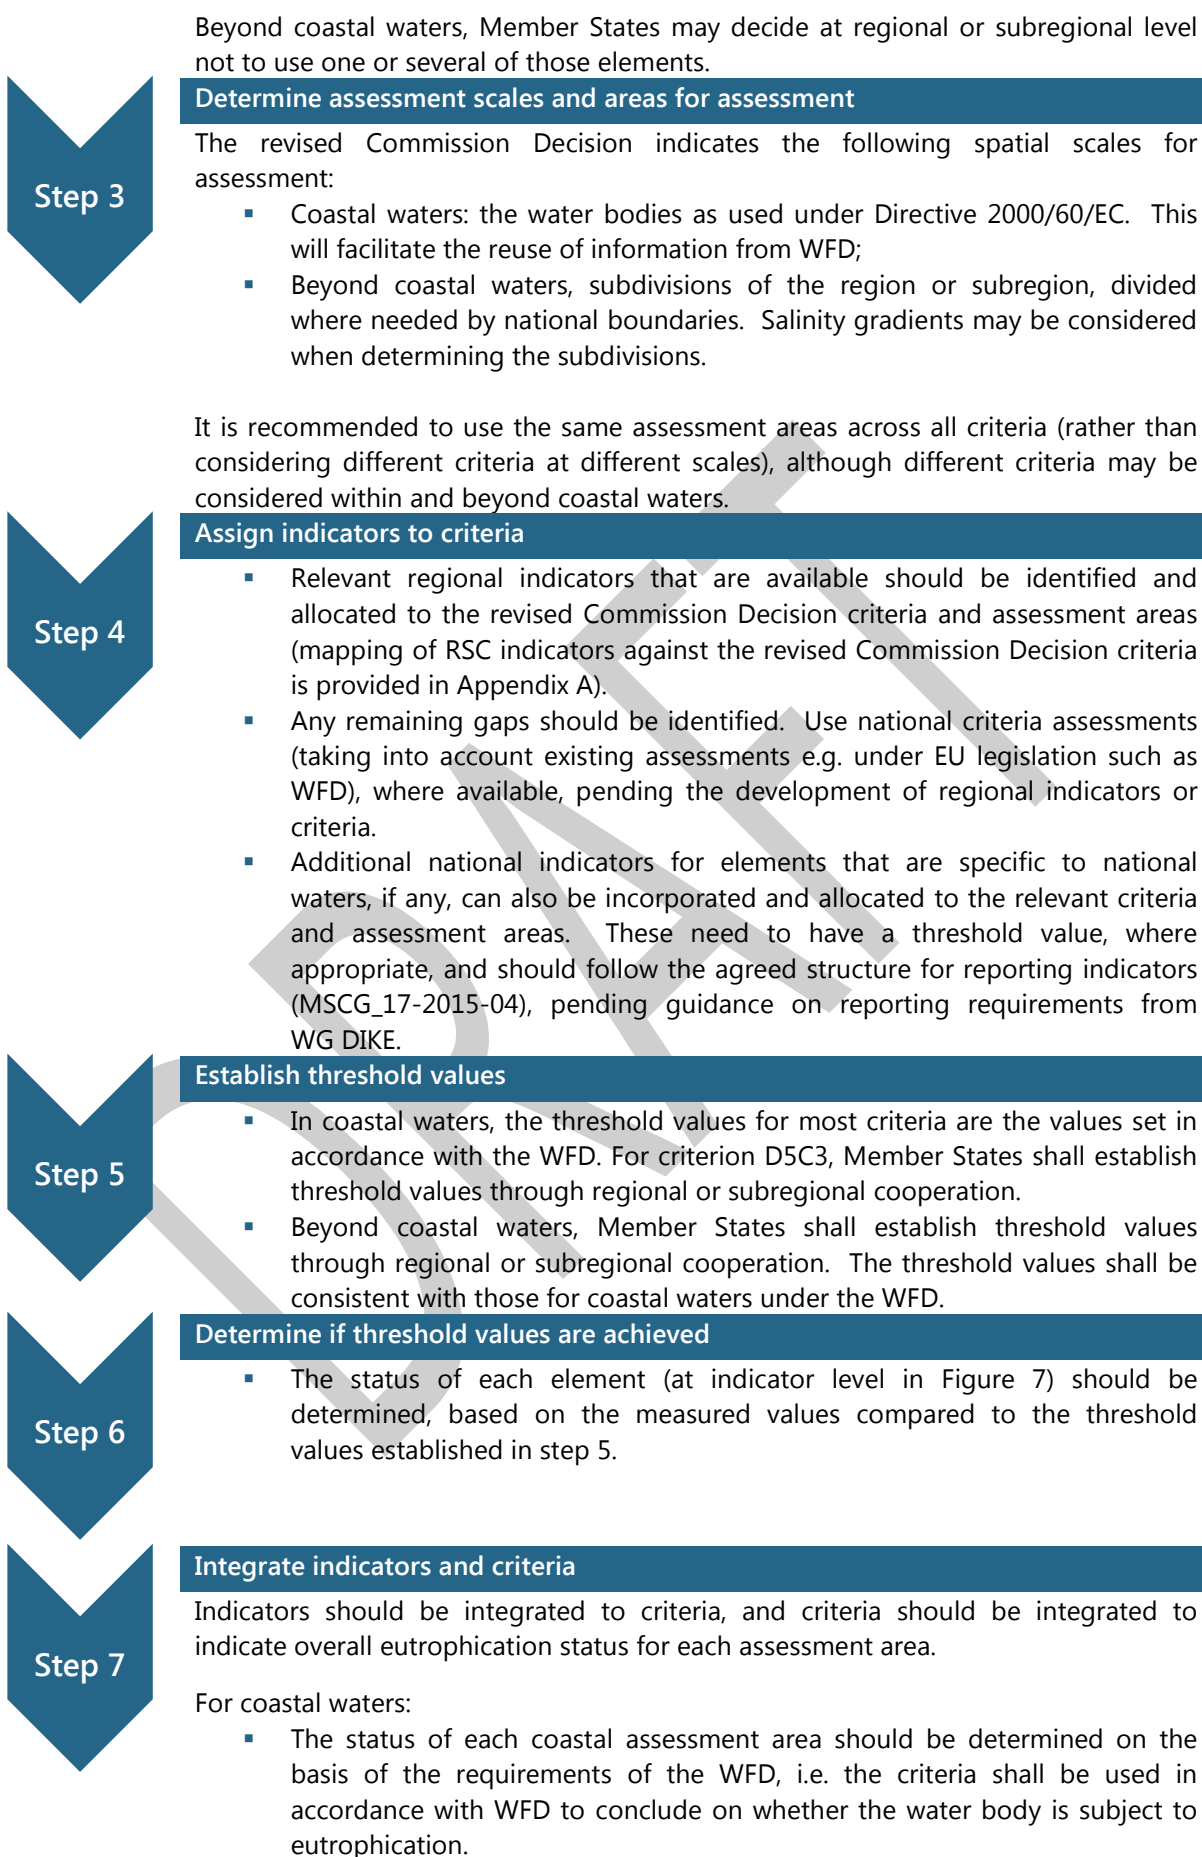 Beyond coastal waters, Member States may decide at regional or subregional level
not to use one or several of those elements.
Step 3
Determine assessment scales and areas for assessment
The revised Commission Decision indicates the following spatial scales for
assessment:
▪ Coastal waters: the water bodies as used under Directive 2000/60/EC. This
will facilitate the reuse of information from WFD;
▪ Beyond coastal waters, subdivisions of the region or subregion, divided
where needed by national boundaries. Salinity gradients may be considered
when determining the subdivisions.
It is recommended to use the same assessment areas across all criteria (rather than
considering different criteria at different scales), although different criteria may be
considered within and beyond coastal waters.
Step 4
Assign indicators to criteria
▪ Relevant regional indicators that are available should be identified and
allocated to the revised Commission Decision criteria and assessment areas
(mapping of RSC indicators against the revised Commission Decision criteria
is provided in Appendix A).
▪ Any remaining gaps should be identified. Use national criteria assessments
(taking into account existing assessments e.g. under EU legislation such as
WFD), where available, pending the development of regional indicators or
criteria.
▪ Additional national indicators for elements that are specific to national
waters, if any, can also be incorporated and allocated to the relevant criteria
and assessment areas. These need to have a threshold value, where
appropriate, and should follow the agreed structure for reporting indicators
(MSCG_17-2015-04), pending guidance on reporting requirements from
WG DIKE.
Step 5
Establish threshold values
▪ In coastal waters, the threshold values for most criteria are the values set in
accordance with the WFD. For criterion D5C3, Member States shall establish
threshold values through regional or subregional cooperation.
▪ Beyond coastal waters, Member States shall establish threshold values
through regional or subregional cooperation. The threshold values shall be
consistent with those for coastal waters under the WFD.
Step 6
Determine if threshold values are achieved
▪ The status of each element (at indicator level in Figure 7) should be
determined, based on the measured values compared to the threshold
values established in step 5.
Step 7
Integrate indicators and criteria
Indicators should be integrated to criteria, and criteria should be integrated to
indicate overall eutrophication status for each assessment area.
For coastal waters:
▪ The status of each coastal assessment area should be determined on the
basis of the requirements of the WFD, i.e. the criteria shall be used in
accordance with WFD to conclude on whether the water body is subject to
eutrophication.
DRAFT